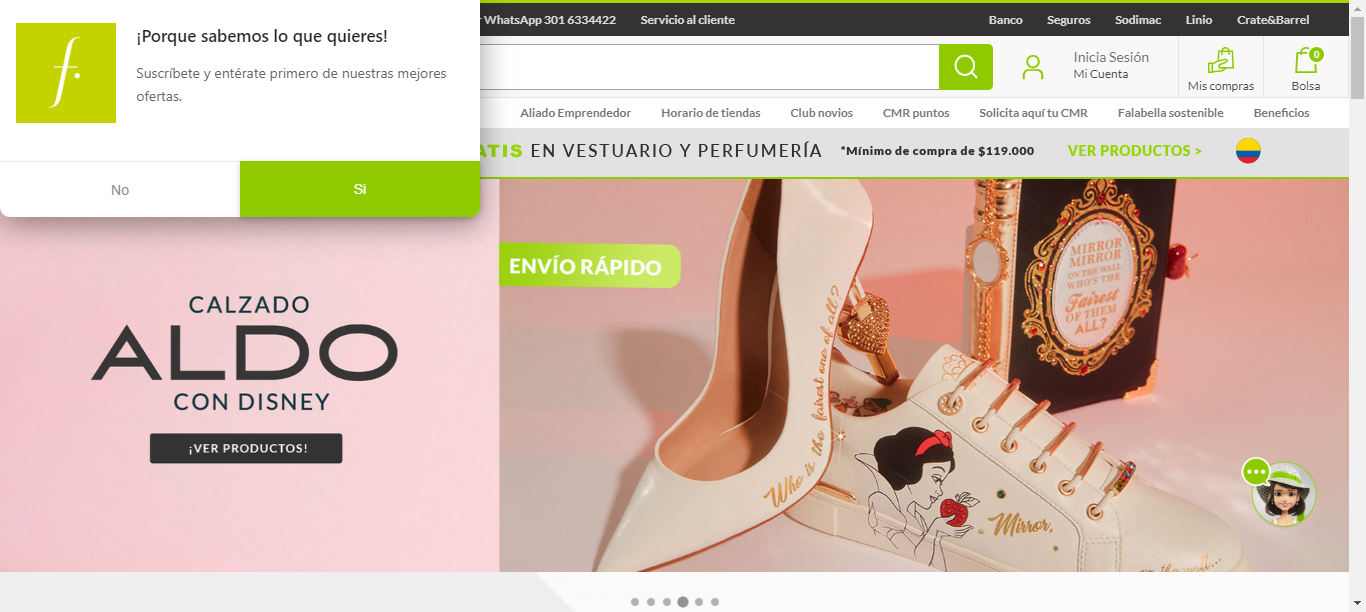 ¡Porque sabemos lo que quieres!
Suscríbete y entérate primero de nuestras mejores
ofertas.
No
Si
WhatsApp 301 6334422
Servicio al cliente
Banco
Seguros
Sodimac
Linio
Crate&Barrel
Inicia Sesión
Mi Cuenta
Mis compras
0
Bolsa
Aliado Emprendedor
Horario de tiendas
Club novios
CMR puntos
Solicita aquí tu CMR
Falabella sostenible
Beneficios
EN VESTUARIO Y PERFUMERÍA
*Mínimo de compra de $119.000
VER PRODUCTOS >
CALZADO
ALDO
CON DISNEY
¡VER PRODUCTOS!
ENVÍO RÁPIDO
MIRROR
MIRROR
ON THE WALL
WHO'S THE
Fairest
OF THEM
ALL?
Who is the fairest one of all?
Mirror,